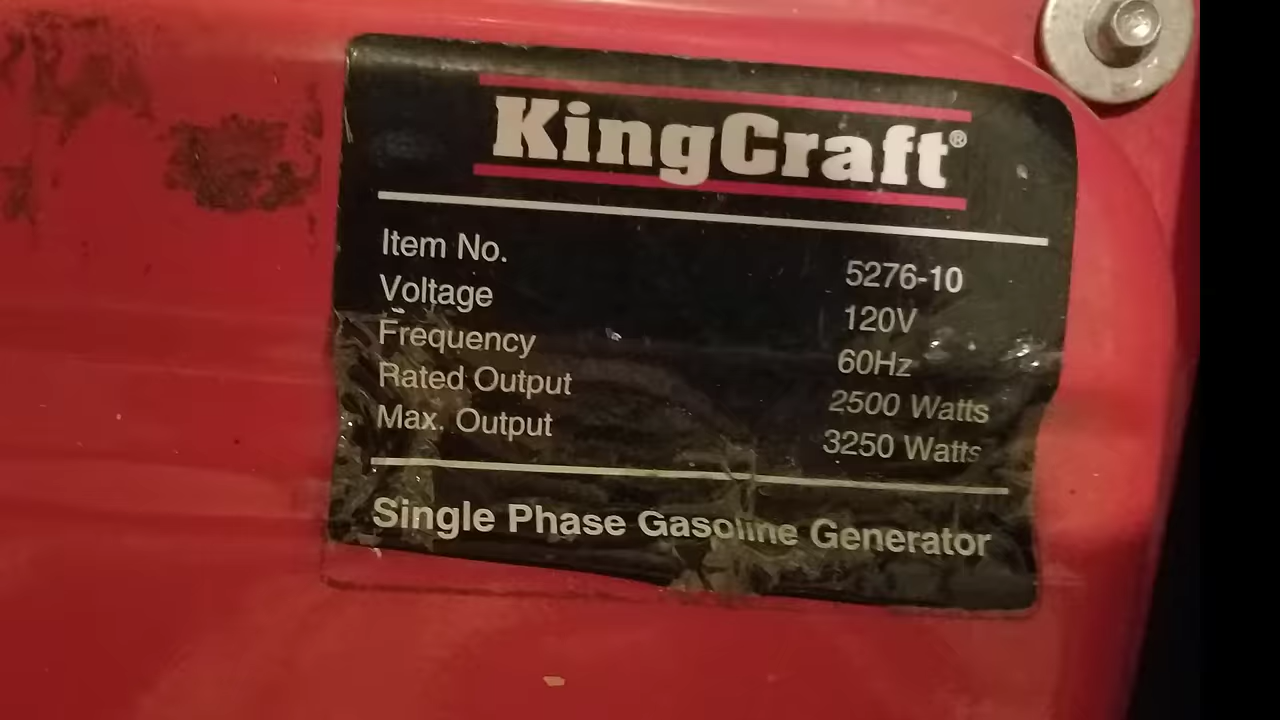 KingCraft®
Item No. 5276-10
Voltage 120V
Frequency 60Hz
Rated Output 2500 Watts
Max. Output 3250 Watts
Single Phase Gasoline Generator